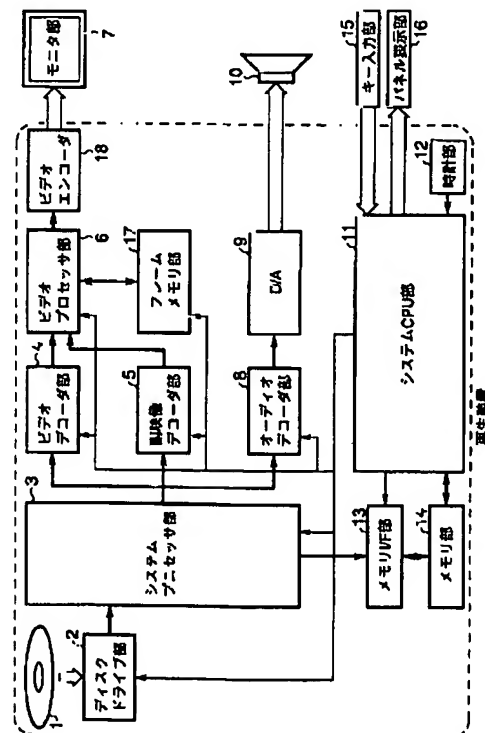 モニタ部
7
ビデオ
エンコーダ
18
ビデオ
プロセッサ部
6
フレーム
メモリ部
17
ビデオ
デコーダ部
4
副映像
デコーダ部
5
オーディオ
デコーダ部
8
D/A
9
10
システム
プニセッサ部
3
1
ディスク
ドライブ部
2
キー入力部
15
パネル表示部
16
時計部
12
システムCPU部
11
メモリI/F部
13
メモリ部
14
再生装置